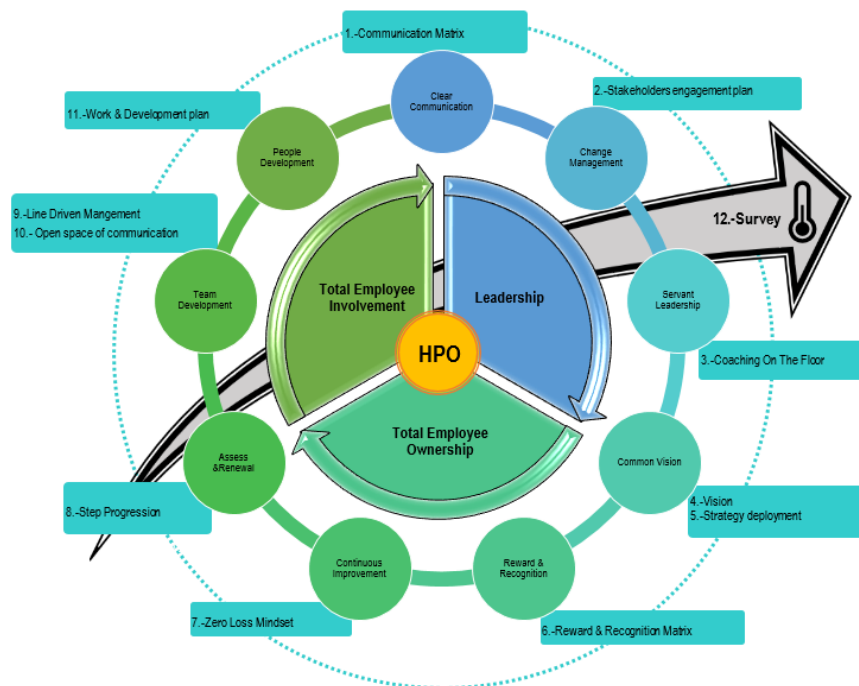 1.-Communication Matrix
Clear
Communication
2.-Stakeholders engagement plan
11.-Work & Development plan
People
Development
Change
Management
12.-Survey
9.-Line Driven Mangement
10.- Open space of communication
Total Employee
Involvement
Leadership
Team
Development
Servant
Leadership
HPO
3.-Coaching On The Floor
Total Employee
Ownership
Assess
&Renewal
Common Vision
8.-Step Progression
4.-Vision
5.-Strategy deployment
Continuous
Improvement
Reward &
Recognition
7.-Zero Loss Mindset
6.-Reward & Recognition Matrix